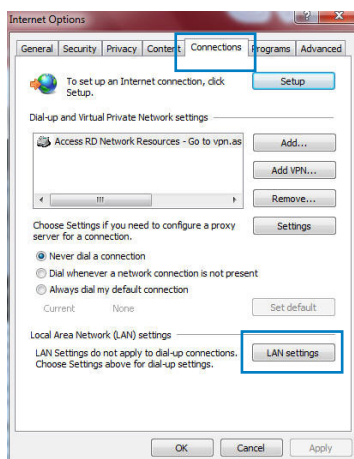 Internet Options
General Security Privacy Content Connections Programs Advanced
To set up an Internet connection, click
Setup.
Setup
Dial-up and Virtual Private Network settings
Access RD Network Resources - Go to vpn.as
Add...
Add VPN...
Remove...
Choose Settings if you need to configure a proxy
server for a connection.
Settings
Never dial a connection
Dial whenever a network connection is not present
Always dial my default connection
Current None
Set default
Local Area Network (LAN) settings
LAN Settings do not apply to dial-up connections.
Choose Settings above for dial-up settings.
LAN settings
OK Cancel Apply